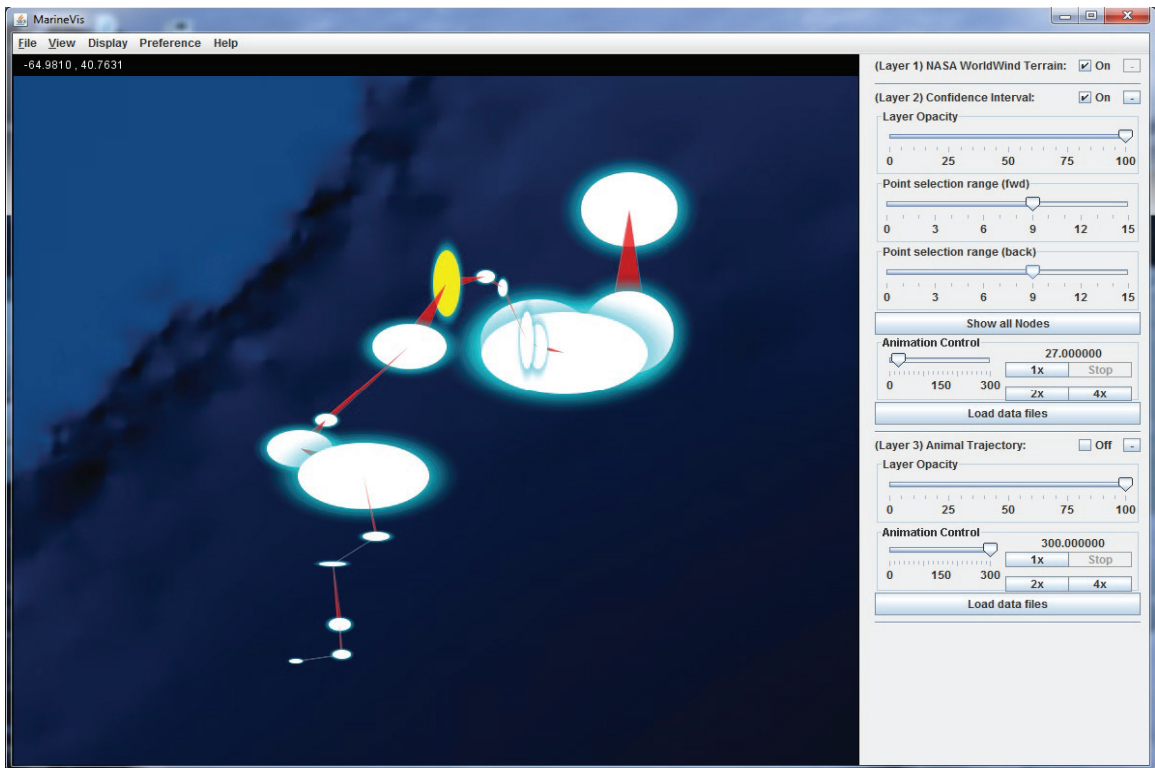 MarineVis
File View Display Preference Help
-64.9810 , 40.7631
(Layer 1) NASA WorldWind Terrain: On -
(Layer 2) Confidence Interval: On -
Layer Opacity
0 25 50 75 100
Point selection range (fwd)
0 3 6 9 12 15
Point selection range (back)
0 3 6 9 12 15
Show all Nodes
Animation Control
27.000000
1x Stop
0 150 300
2x 4x
Load data files
(Layer 3) Animal Trajectory: Off -
Layer Opacity
0 25 50 75 100
Animation Control
300.000000
1x Stop
0 150 300
2x 4x
Load data files